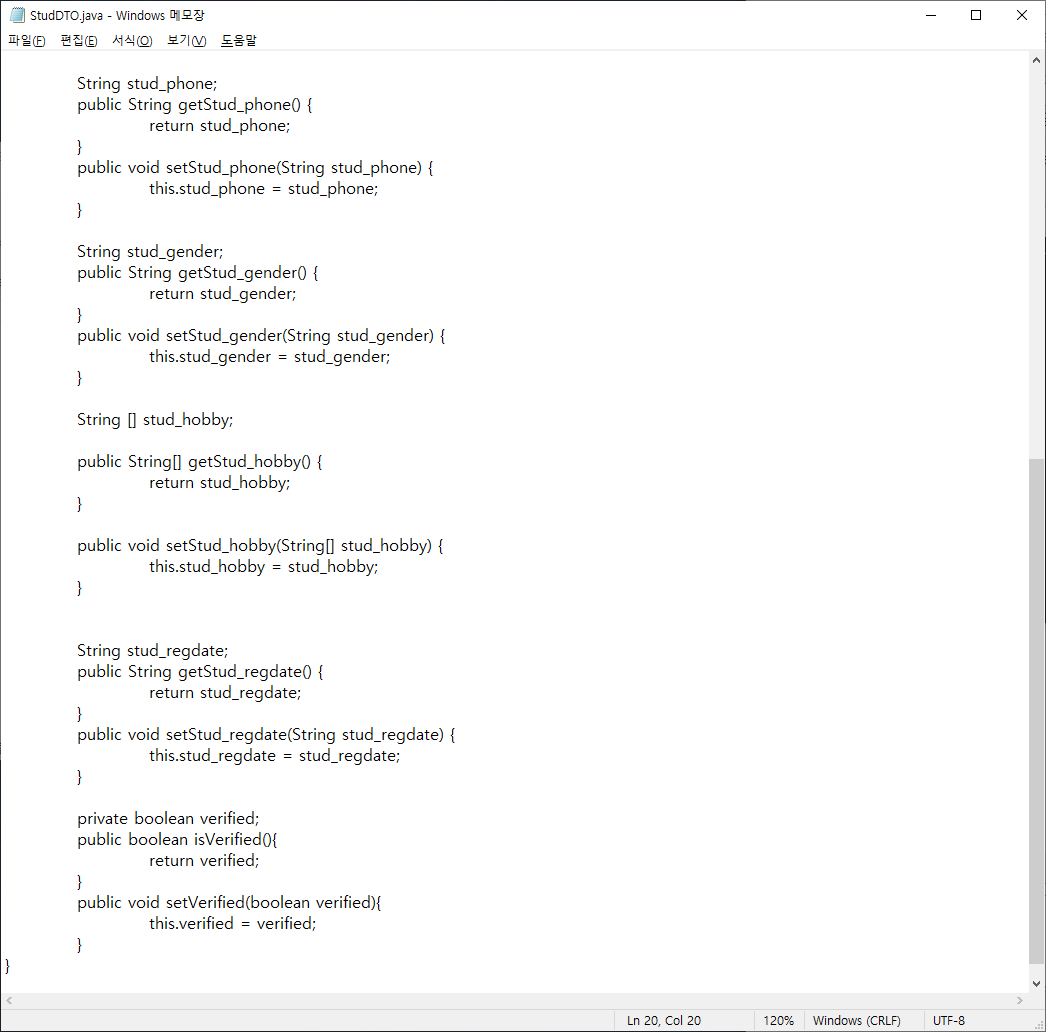 StudDTO.java - Windows 메모장
파일(F) 편집(E) 서식(O) 보기(V) 도움말
String stud_phone;
public String getStud_phone() {
return stud_phone;
}
public void setStud_phone(String stud_phone) {
this.stud_phone = stud_phone;
}
String stud_gender;
public String getStud_gender() {
return stud_gender;
}
public void setStud_gender(String stud_gender) {
this.stud_gender = stud_gender;
}
String [] stud_hobby;
public String[] getStud_hobby() {
return stud_hobby;
}
public void setStud_hobby(String[] stud_hobby) {
this.stud_hobby = stud_hobby;
}
String stud_regdate;
public String getStud_regdate() {
return stud_regdate;
}
public void setStud_regdate(String stud_regdate) {
this.stud_regdate = stud_regdate;
}
private boolean verified;
public boolean isVerified(){
return verified;
}
public void setVerified(boolean verified){
this.verified = verified;
}
}
Ln 20, Col 20 120% Windows (CRLF) UTF-8